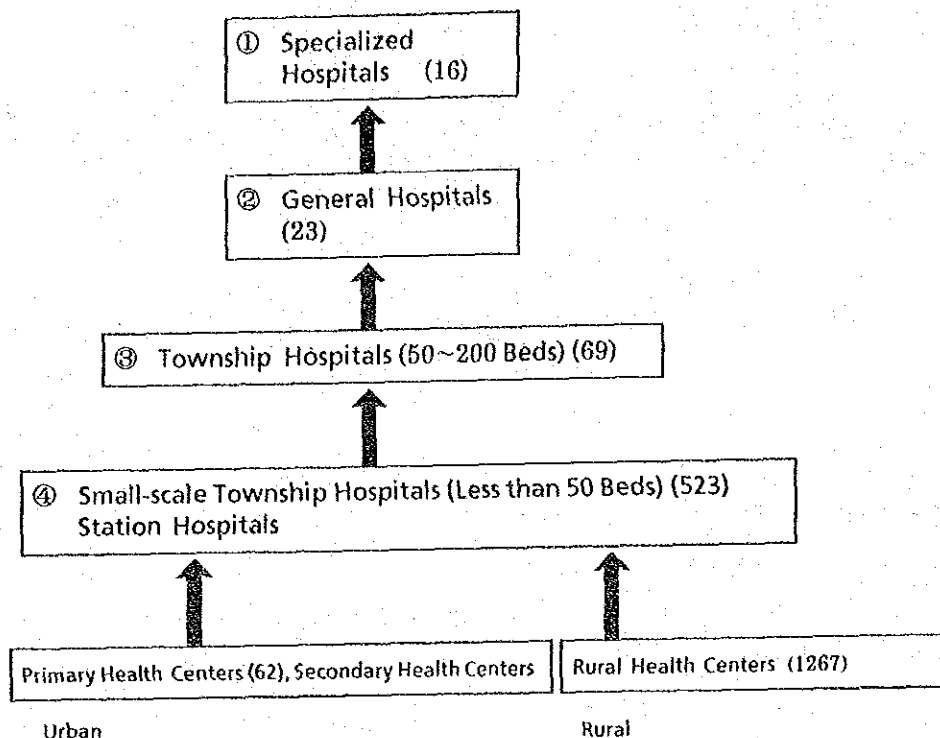 ① Specialized
Hospitals (16)
② General Hospitals
(23)
③ Township Hospitals (50~200 Beds) (69)
④ Small-scale Township Hospitals (Less than 50 Beds) (523)
Station Hospitals
Primary Health Centers (62), Secondary Health Centers
Rural Health Centers (1267)
Urban
Rural